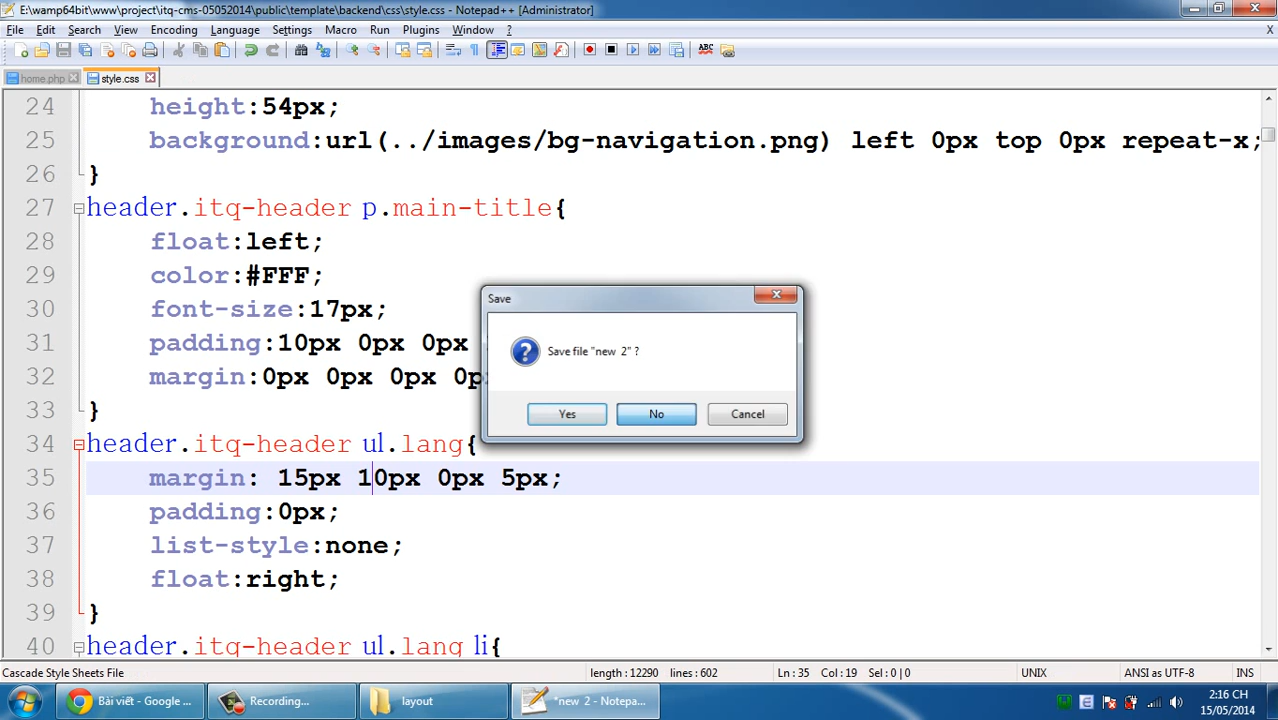 E:\wamp64bit\www\project\itq-cms-05052014\public\template\backend\css\style.css - Notepad++ [Administrator]
File Edit Search View Encoding Language Settings Macro Run Plugins Window ? X
ABC
home.php style.css
24 height:54px;
25 background:url(../images/bg-navigation.png) left 0px top 0px repeat-x;
26 }
27 header.itq-header p.main-title{
28 float:left;
29 color:#FFF;
30 font-size:17px;
31 padding:10px 0px 0px
32 margin:0px 0px 0px 0p
33 }
34 header.itq-header ul.lang{
35 margin: 15px 10px 0px 5px;
36 padding:0px;
37 list-style:none;
38 float:right;
39 }
40 header.itq-header ul.lang li{
Save
Save file "new 2" ?
Yes No Cancel
Cascade Style Sheets File length : 12290 lines : 602 Ln : 35 Col : 19 Sel : 0 | 0 UNIX ANSI as UTF-8 INS
Bài viết - Google ... Recording... layout *new 2 - Notepa... 2:16 CH
15/05/2014